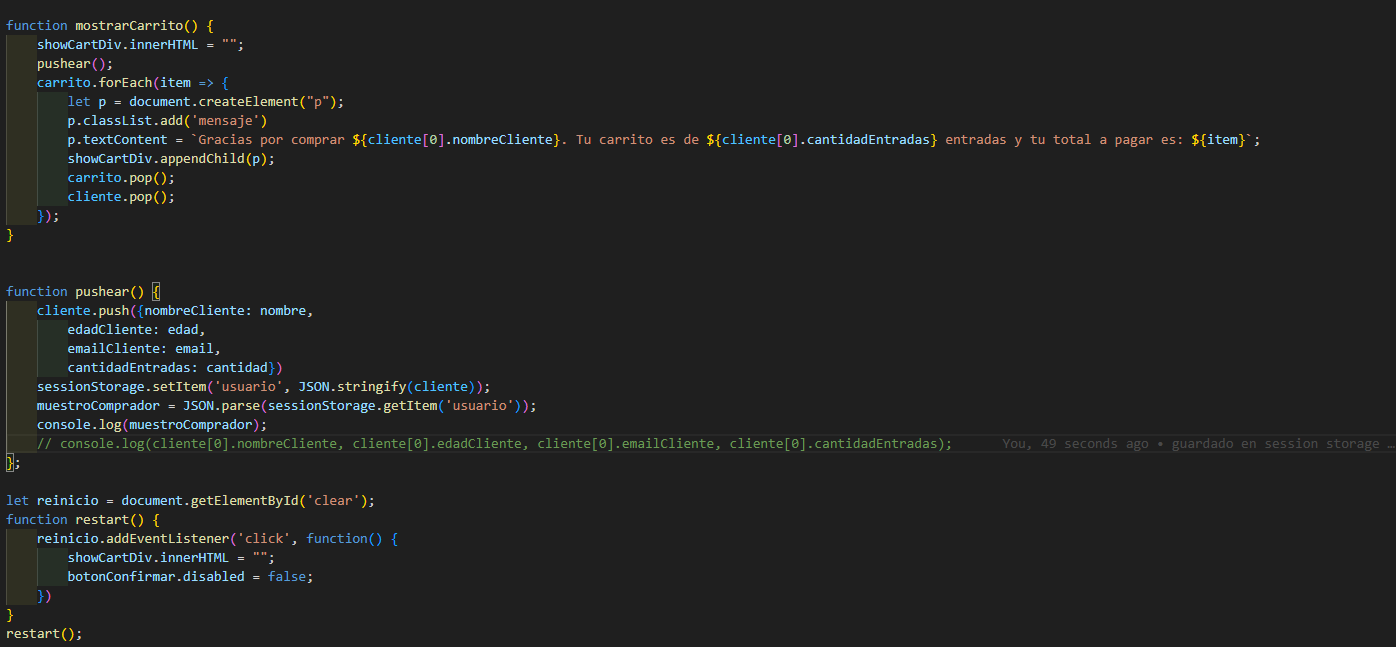 function mostrarCarrito() {
    showCartDiv.innerHTML = "";
    pushear();
    carrito.forEach(item => {
        let p = document.createElement("p");
        p.classList.add('mensaje')
        p.textContent = `Gracias por comprar ${cliente[0].nombreCliente}. Tu carrito es de ${cliente[0].cantidadEntradas} entradas y tu total a pagar es: ${item}`;
        showCartDiv.appendChild(p);
        carrito.pop();
        cliente.pop();
    });
}
function pushear() {
    cliente.push({nombreCliente: nombre,
        edadCliente: edad,
        emailCliente: email,
        cantidadEntradas: cantidad})
    sessionStorage.setItem('usuario', JSON.stringify(cliente));
    muestroComprador = JSON.parse(sessionStorage.getItem('usuario'));
    console.log(muestroComprador);
    // console.log(cliente[0].nombreCliente, cliente[0].edadCliente, cliente[0].emailCliente, cliente[0].cantidadEntradas); You, 49 seconds ago • guardado en session storage …
};
let reinicio = document.getElementById('clear');
function restart() {
    reinicio.addEventListener('click', function() {
        showCartDiv.innerHTML = "";
        botonConfirmar.disabled = false;
    })
}
restart();